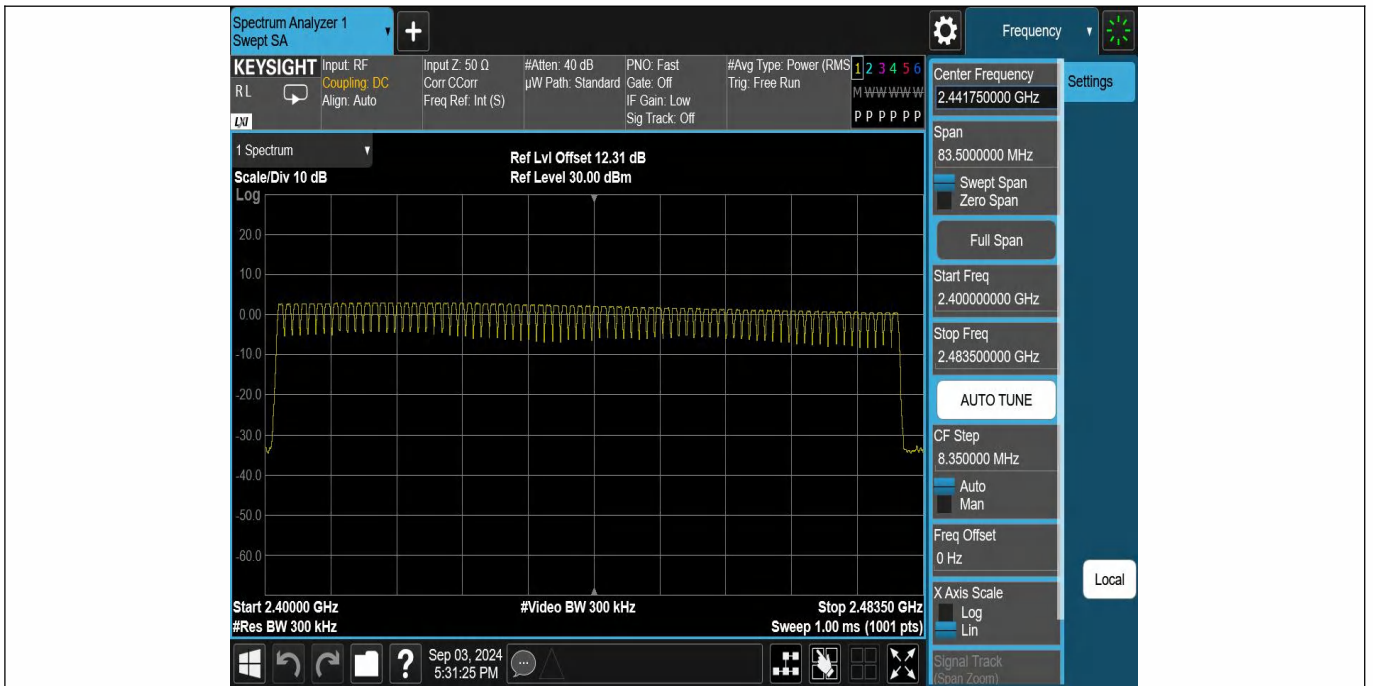 Spectrum Analyzer 1
Swept SA
+
Frequency
KEYSIGHT
RL
LXI
Input: RF
Coupling: DC
Align: Auto
Input Z: 50 Ω
Corr CCorr
Freq Ref: Int (S)
#Atten: 40 dB
µW Path: Standard
PNO: Fast
Gate: Off
IF Gain: Low
Sig Track: Off
#Avg Type: Power (RMS
Trig: Free Run
1 2 3 4 5 6
M W W W W W
P P P P P P
1 Spectrum
Scale/Div 10 dB
Ref Lvl Offset 12.31 dB
Ref Level 30.00 dBm
Log
20.0
10.0
0.00
-10.0
-20.0
-30.0
-40.0
-50.0
-60.0
Start 2.40000 GHz
#Res BW 300 kHz
#Video BW 300 kHz
Stop 2.48350 GHz
Sweep 1.00 ms (1001 pts)
Center Frequency
2.441750000 GHz
Span
83.5000000 MHz
Swept Span
Zero Span
Full Span
Start Freq
2.400000000 GHz
Stop Freq
2.483500000 GHz
AUTO TUNE
CF Step
8.350000 MHz
Auto
Man
Freq Offset
0 Hz
X Axis Scale
Log
Lin
Signal Track
(Span Zoom)
Settings
Local
?
Sep 03, 2024
5:31:25 PM